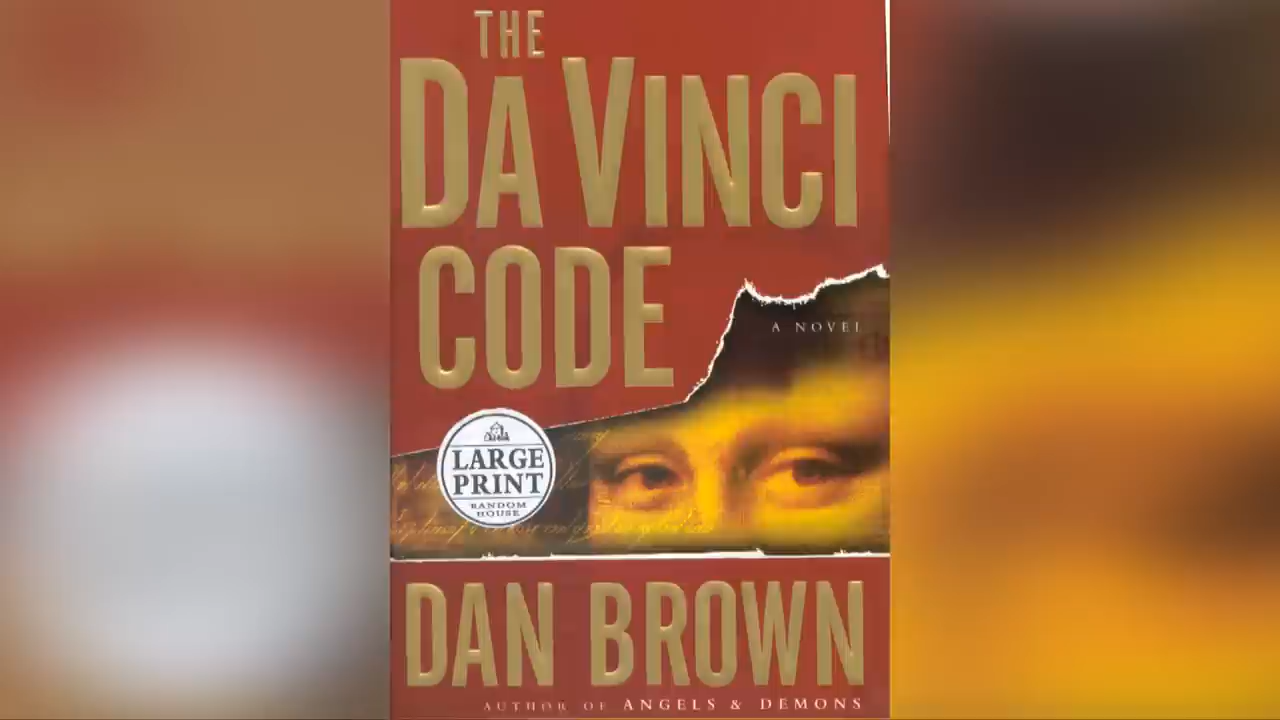 THE
DA VINCI
CODE
A NOVEL
LARGE
PRINT
RANDOM
HOUSE
DAN BROWN
AUTHOR OF ANGELS & DEMONS